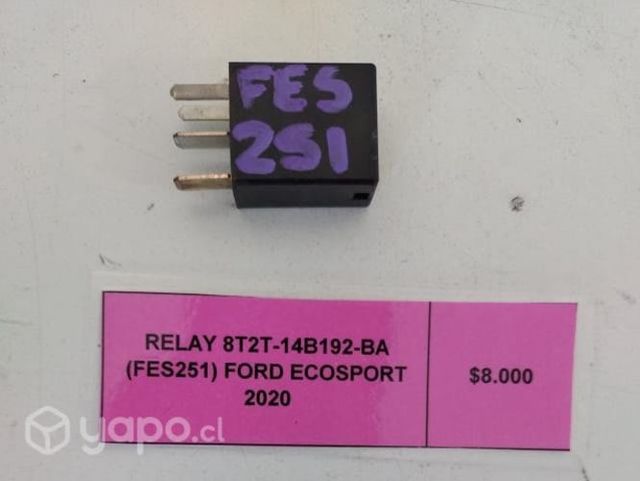 FES
251
RELAY 8T2T-14B192-BA
(FES251) FORD ECOSPORT
2020
$8.000
yapo.cl